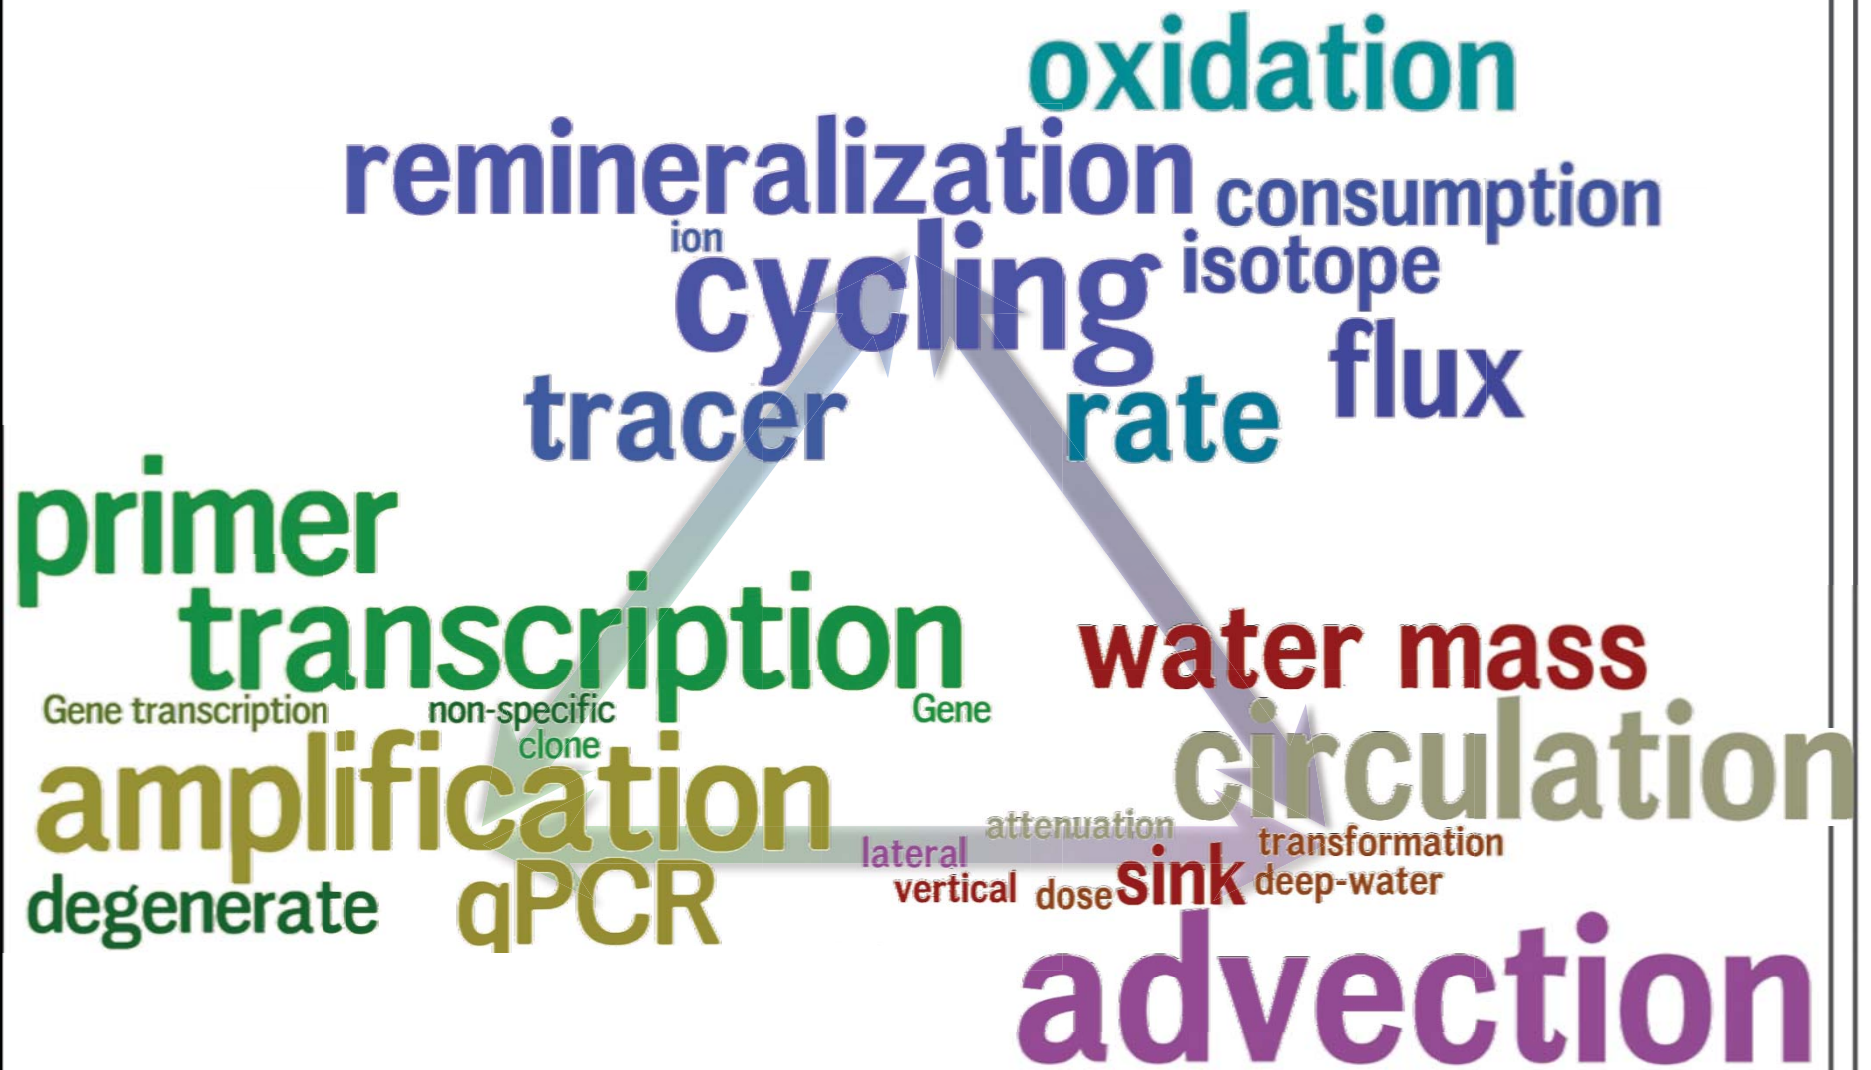 oxidation
remineralization
consumption
ion
cycling
isotope
flux
tracer
rate
primer
transcription
Gene transcription
non-specific
Gene
clone
amplification
qPCR
degenerate
water mass
circulation
attenuation
transformation
lateral
vertical
dose
sink
deep-water
advection